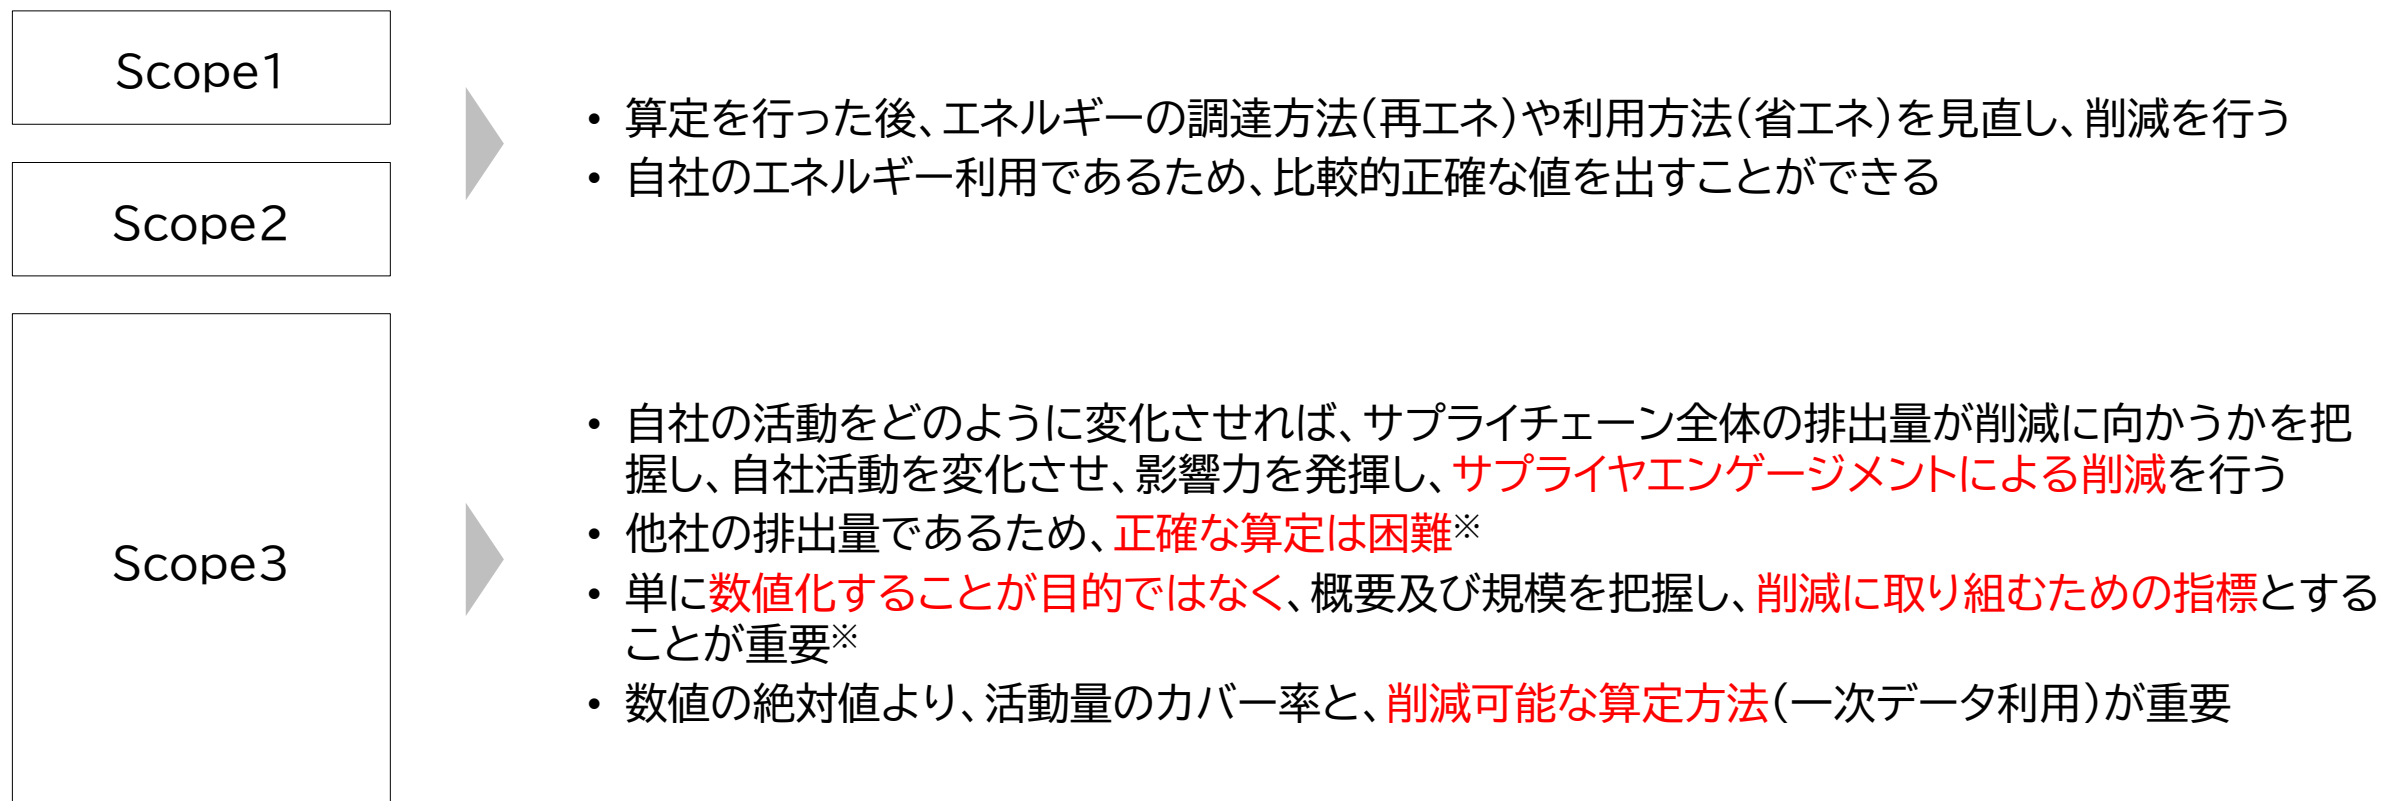 Scope1
Scope2
• 算定を行った後、エネルギーの調達方法(再エネ)や利用方法(省エネ)を見直し、削減を行う
• 自社のエネルギー利用であるため、比較的正確な値を出すことができる
Scope3
• 自社の活動をどのように変化させれば、サプライチェーン全体の排出量が削減に向かうかを把
握し、自社活動を変化させ、影響力を発揮し、サプライヤエンゲージメントによる削減を行う
• 他社の排出量であるため、正確な算定は困難※
• 単に数値化することが目的ではなく、概要及び規模を把握し、削減に取り組むための指標とする
ことが重要※
• 数値の絶対値より、活動量のカバー率と、削減可能な算定方法(一次データ利用)が重要